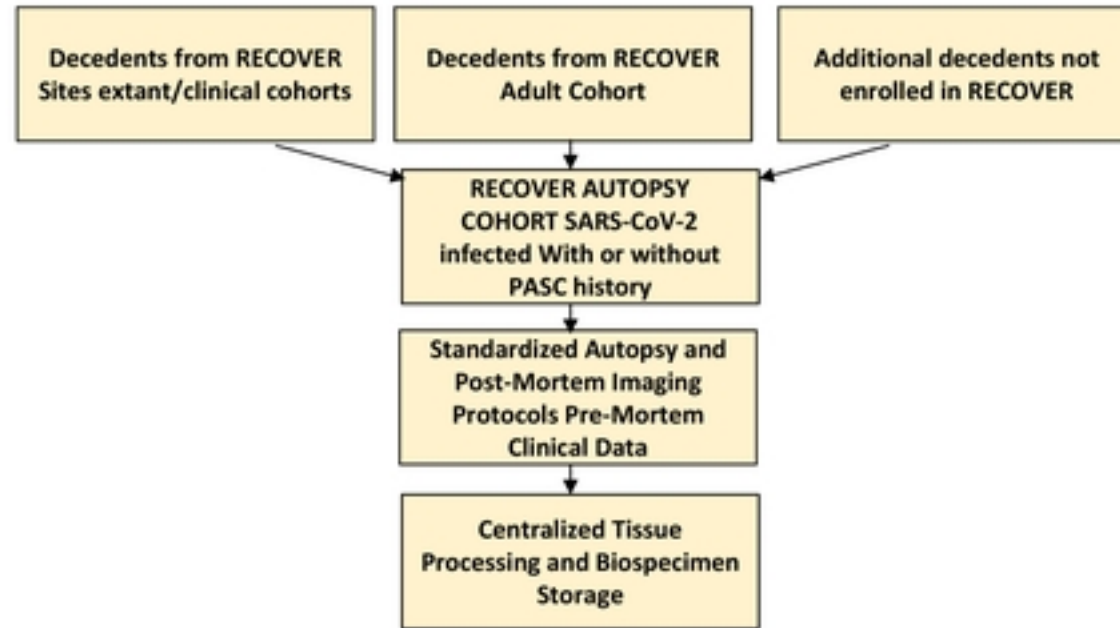 Decedents from RECOVER
Sites extant/clinical cohorts
Decedents from RECOVER
Adult Cohort
Additional decedents not
enrolled in RECOVER
RECOVER AUTOPSY
COHORT SARS-CoV-2
infected With or without
PASC history
Standardized Autopsy and
Post-Mortem Imaging
Protocols Pre-Mortem
Clinical Data
Centralized Tissue
Processing and Biospecimen
Storage